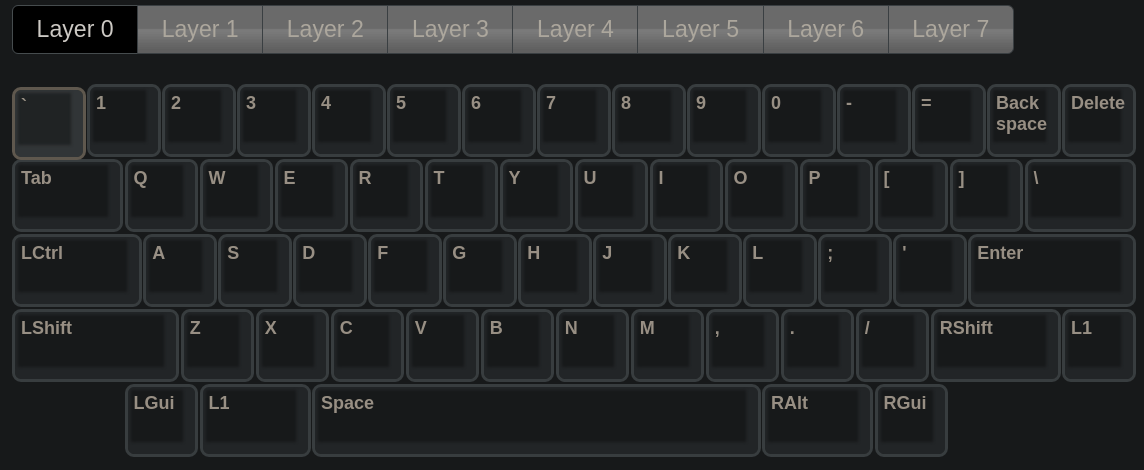 Layer 0 Layer 1 Layer 2 Layer 3 Layer 4 Layer 5 Layer 6 Layer 7
` 1 2 3 4 5 6 7 8 9 0 - = Back Delete
space
Tab Q W E R T Y U I O P [ ] \
LCtrl A S D F G H J K L ; ' Enter
LShift Z X C V B N M , . / RShift L1
LGui L1 Space RAlt RGui